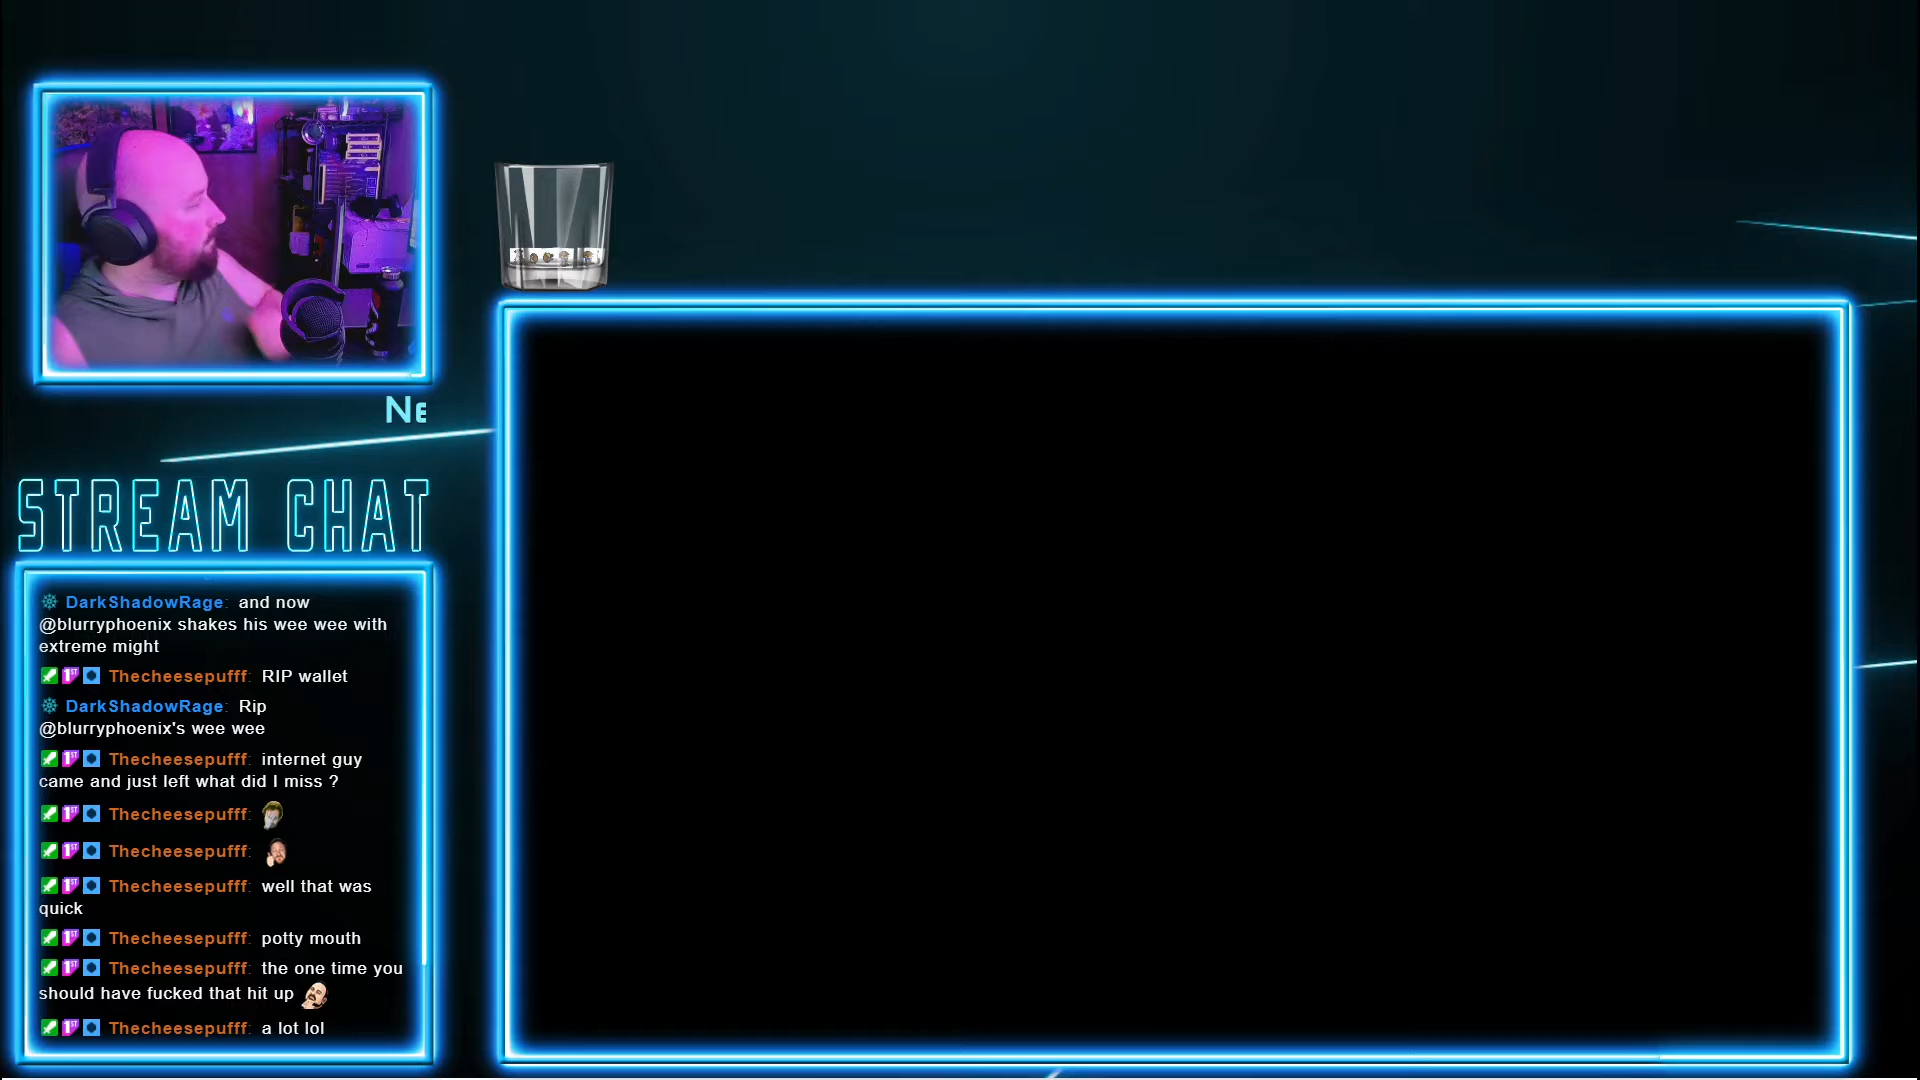 Ne
STREAM CHAT
DarkShadowRage: and now
@blurryphoenix shakes his wee wee with
extreme might
Thecheesepufff: RIP wallet
DarkShadowRage: Rip
@blurryphoenix's wee wee
Thecheesepufff: internet guy
came and just left what did I miss ?
Thecheesepufff:
Thecheesepufff:
Thecheesepufff: well that was
quick
Thecheesepufff: potty mouth
Thecheesepufff: the one time you
should have fucked that hit up
Thecheesepufff: a lot lol